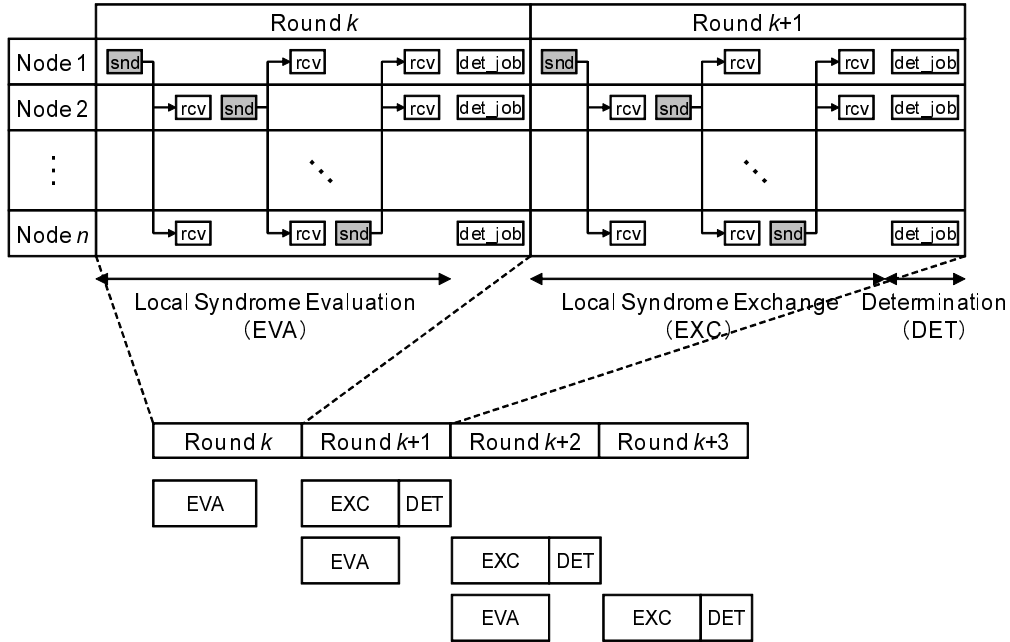 Round k Round k+1
Node 1 snd rcv rcv det_job snd rcv rcv det_job
Node 2 rcv snd rcv det_job rcv snd rcv det_job
⋮ ⋱ ⋱
Node n rcv rcv snd det_job rcv rcv snd det_job
Local Syndrome Evaluation Local Syndrome Exchange Determination
(EVA) (EXC) (DET)
Round k Round k+1 Round k+2 Round k+3
EVA EXC DET
EVA EXC DET
EVA EXC DET